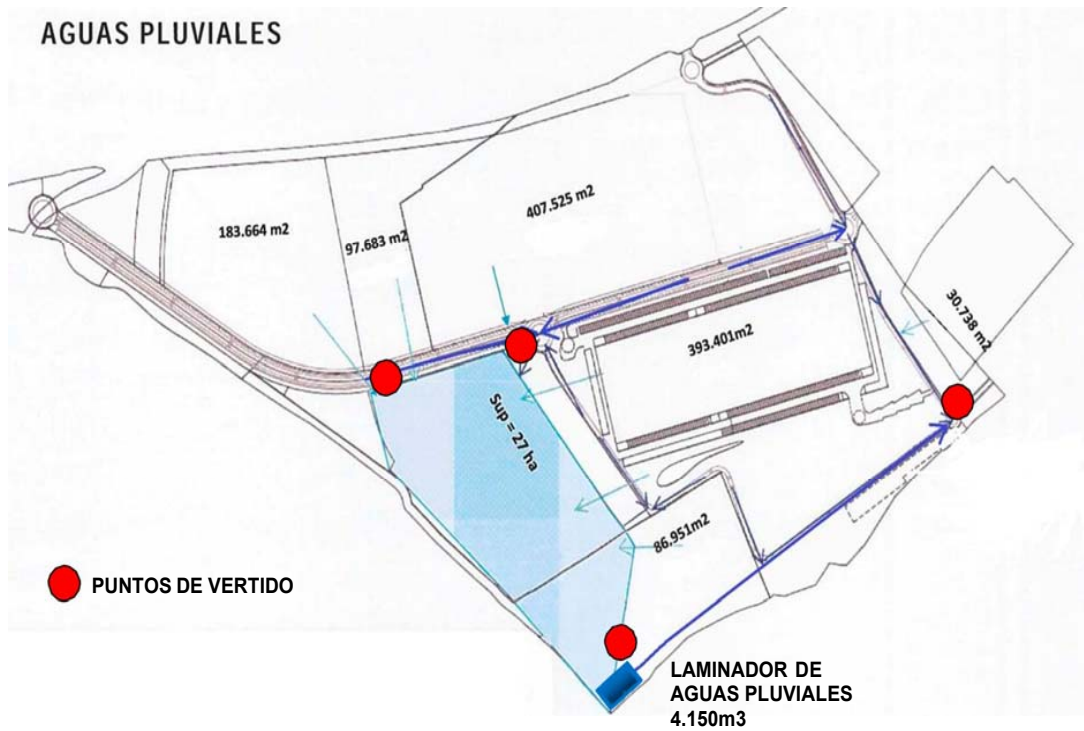 AGUAS PLUVIALES
407.525 m2
183.664 m2
97.683 m2
30.738 m2
393.401m2
Sup = 27 ha
86.951m2
PUNTOS DE VERTIDO
LAMINADOR DE
AGUAS PLUVIALES
4.150m3